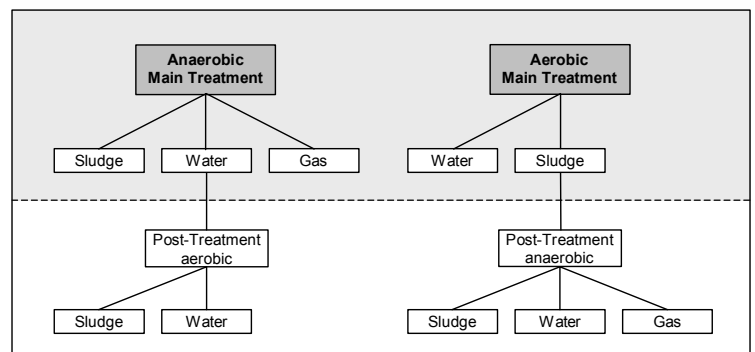 Anaerobic
Main Treatment
Aerobic
Main Treatment
Sludge
Water
Gas
Water
Sludge
Post-Treatment
aerobic
Post-Treatment
anaerobic
Sludge
Water
Sludge
Water
Gas